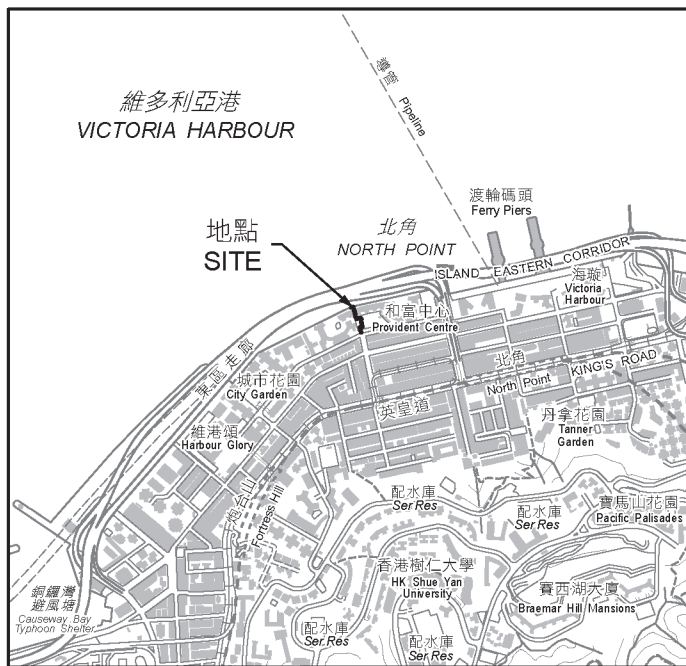 維多利亞港
VICTORIA HARBOUR
導管 Pipeline
渡輪碼頭
Ferry Piers
地點
SITE
北角
NORTH POINT
ISLAND EASTERN CORRIDOR
海璇
Victoria
Harbour
和富中心
Provident Centre
東區走廊
城市花園
City Garden
北角
North Point
KING'S ROAD
英皇道
維港頌
Harbour Glory
丹拿花園
Tanner
Garden
炮台山
Fortress Hill
配水庫
Ser Res
配水庫
Ser Res
寶馬山花園
Pacific Palisades
香港樹仁大學
HK Shue Yan
University
賽西湖大廈
Braemar Hill Mansions
銅鑼灣
避風塘
Causeway Bay
Typhoon Shelter
配水庫
Ser Res
配水庫
Ser Res